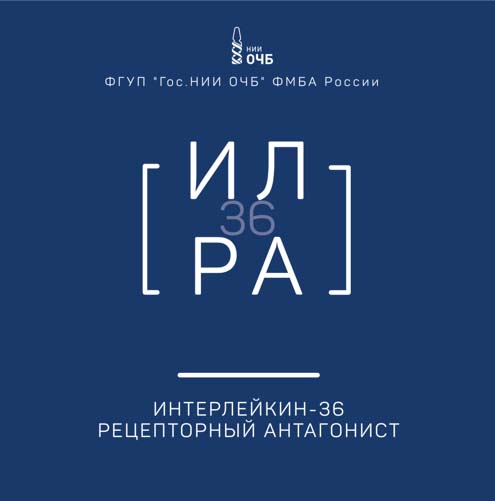 НИИ
ОЧБ
ФГУП "Гос.НИИ ОЧБ" ФМБА России
ИЛ
36
РА
ИНТЕРЛЕЙКИН-36
РЕЦЕПТОРНЫЙ АНТАГОНИСТ